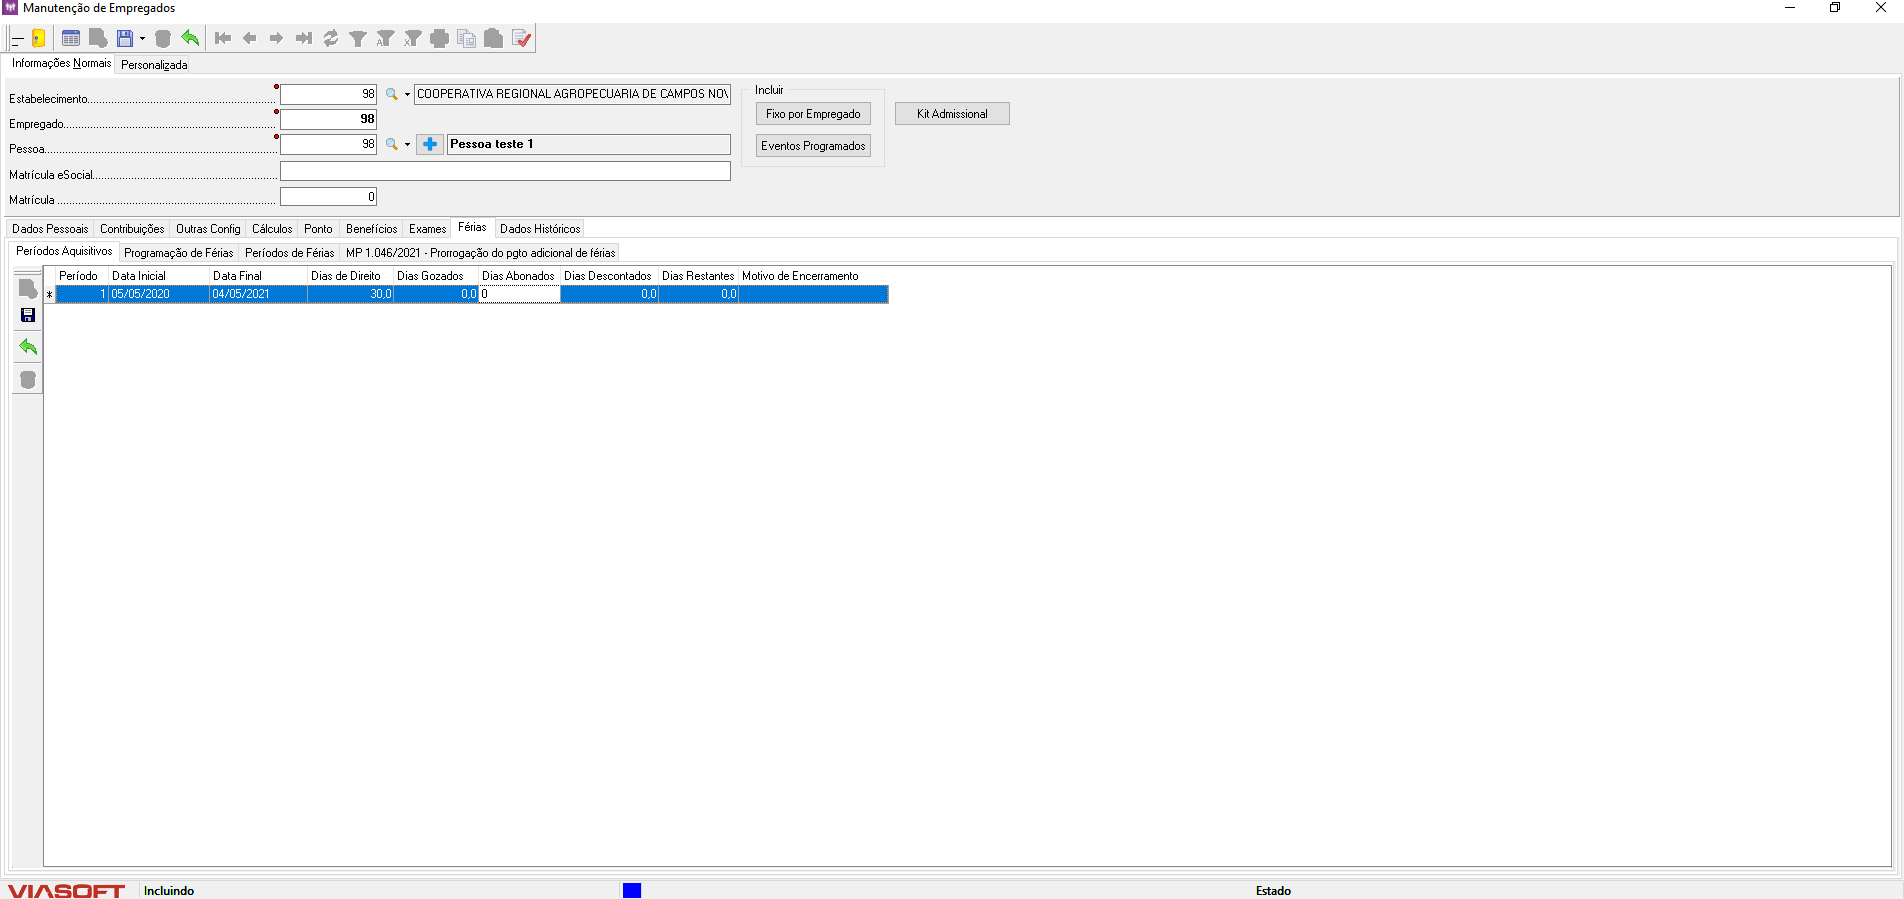 Manutenção de Empregados
Informações Normais Personalizada
Estabelecimento 98 COOPERATIVA REGIONAL AGROPECUARIA DE CAMPOS NOV
Empregado 98
Pessoa 98 Pessoa teste 1
Matrícula eSocial
Matrícula 0
Incluir
Fixo por Empregado Kit Admissional
Eventos Programados
Dados Pessoais Contribuições Outras Config Cálculos Ponto Benefícios Exames Férias Dados Históricos
Períodos Aquisitivos Programação de Férias Períodos de Férias MP 1.046/2021 - Prorrogação do pgto adicional de férias
Período Data Inicial Data Final Dias de Direito Dias Gozados Dias Abonados Dias Descontados Dias Restantes Motivo de Encerramento
* 1 05/05/2020 04/05/2021 30,0 0,0 0 0,0 0,0
VIASOFT Incluindo Estado